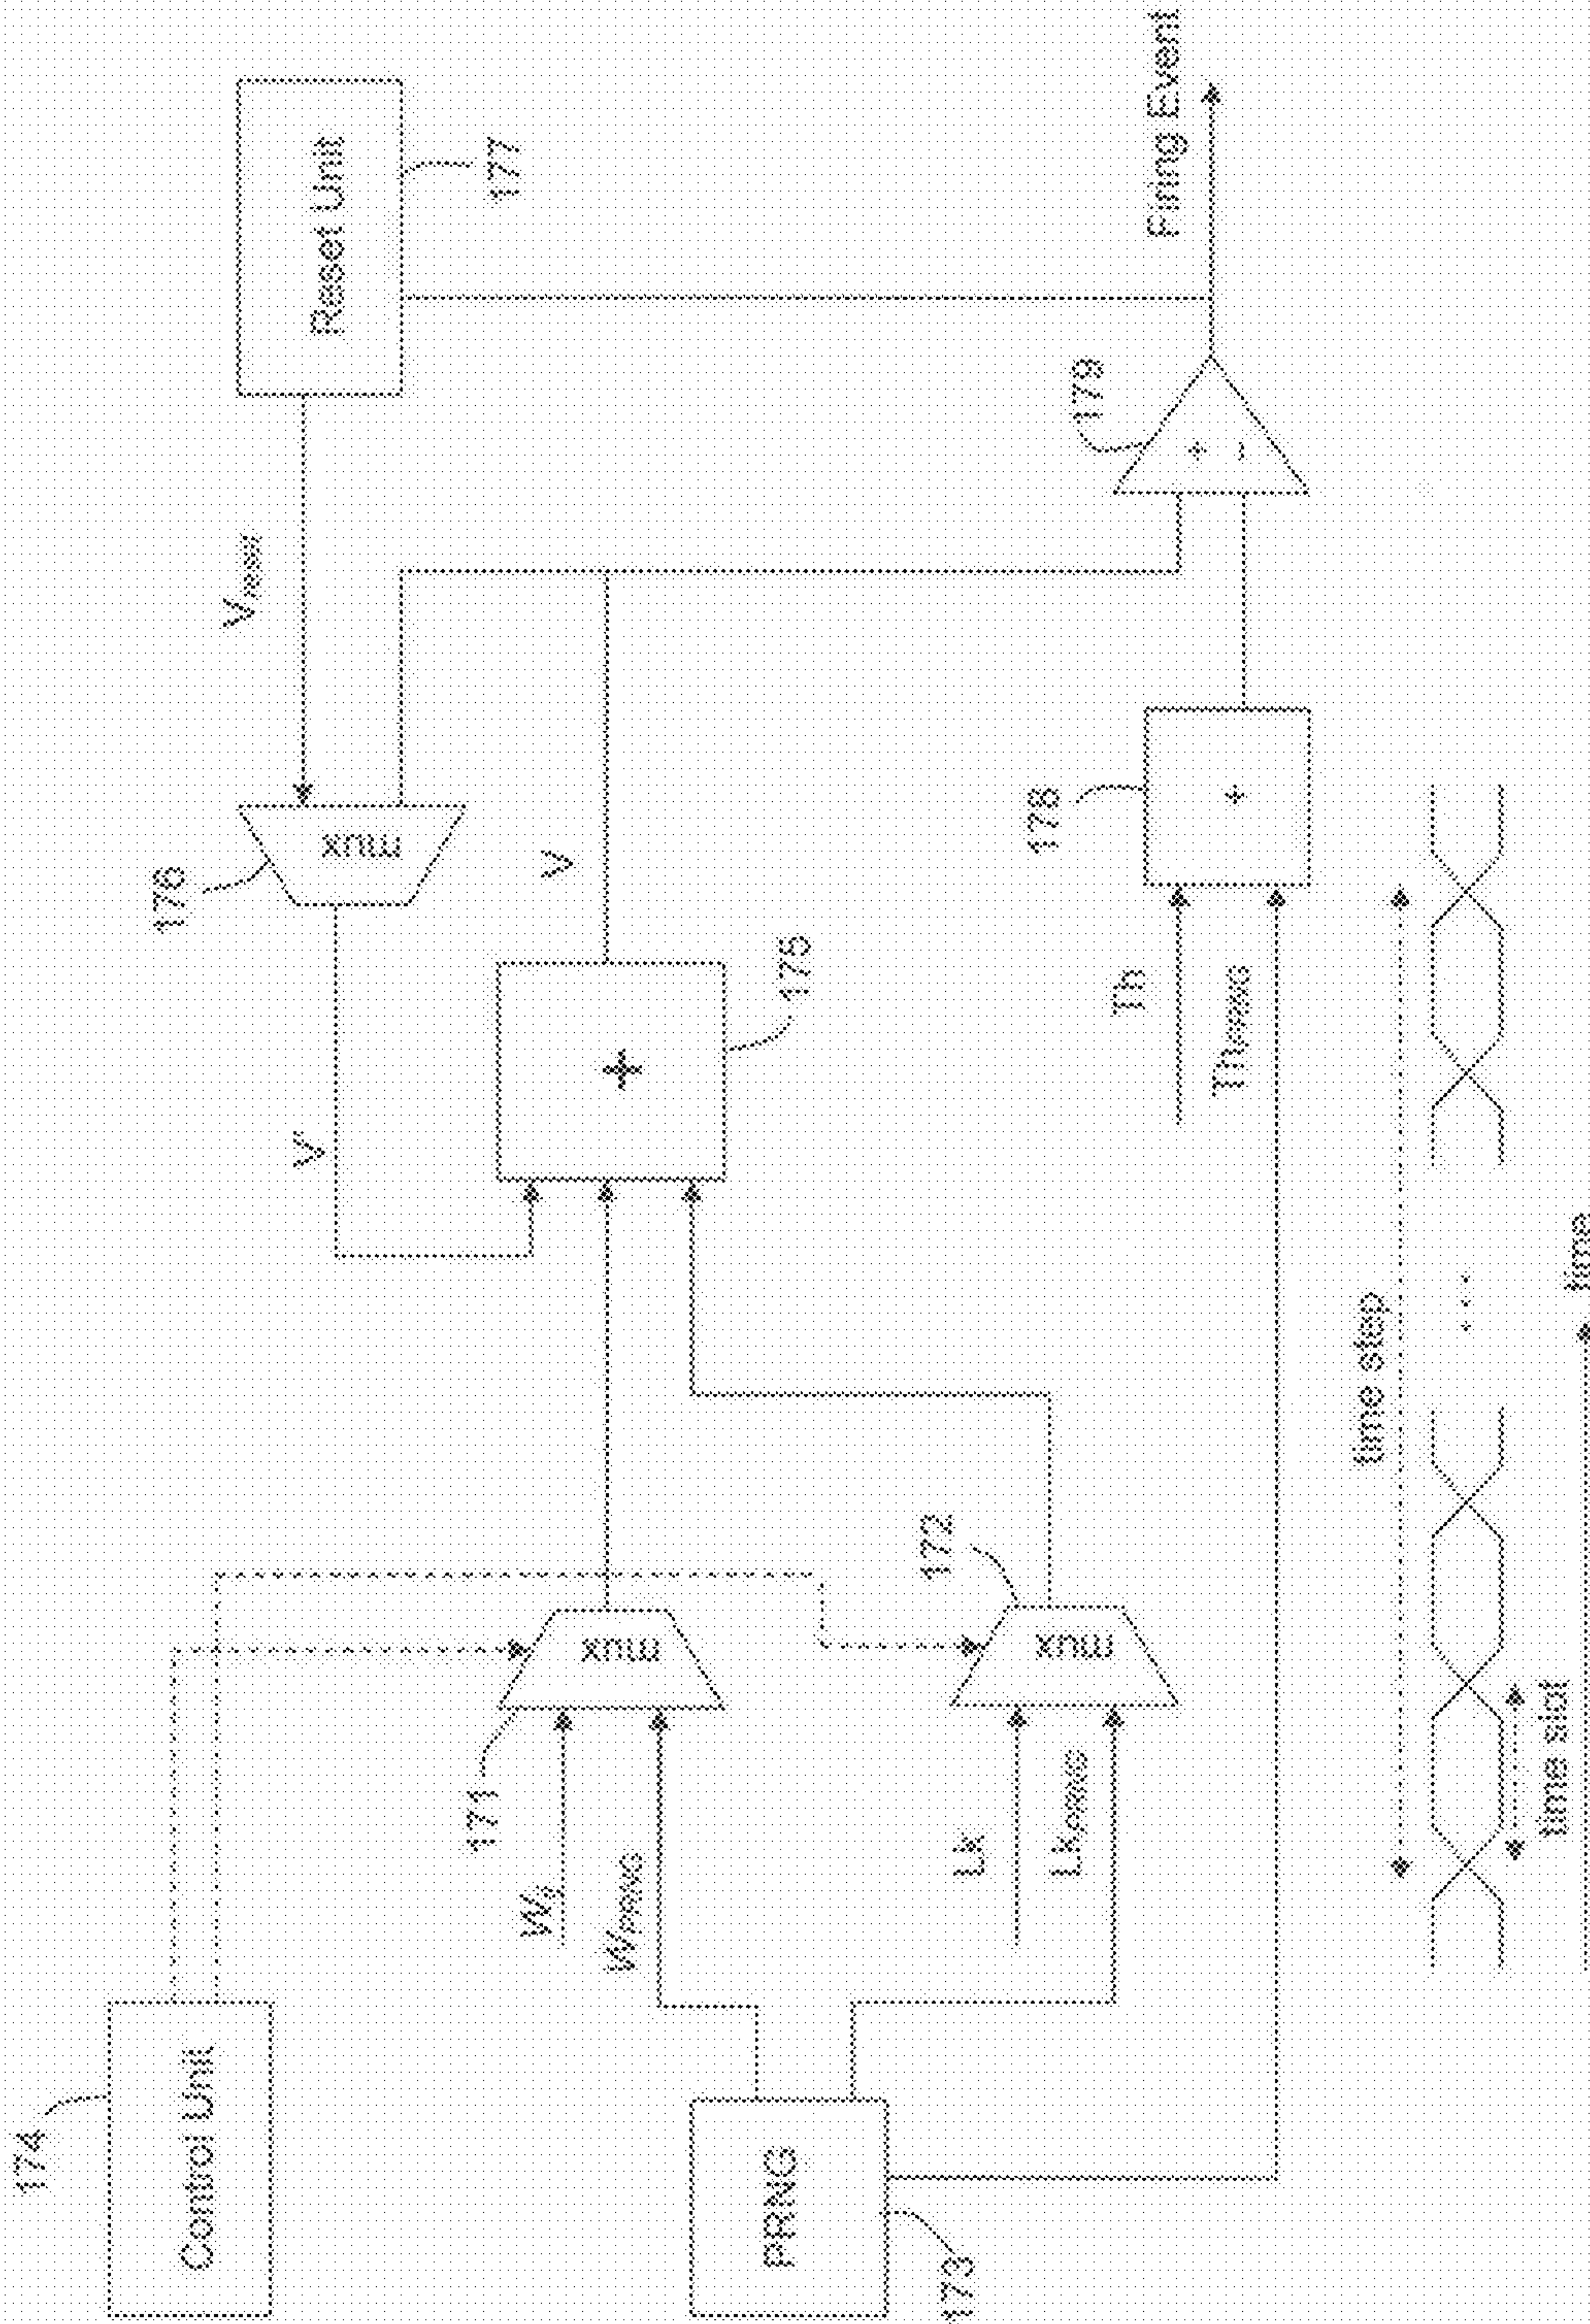 174
Control Unit
PRNG
173
171
Wij
WPRNG
mux
Lk
LkPRNG
mux
172
V'
+
175
V
176
mux
Vreset
Reset Unit
177
Th
ThPRNG
178
+
179
+
-
Firing Event
time step
...
time slot
time